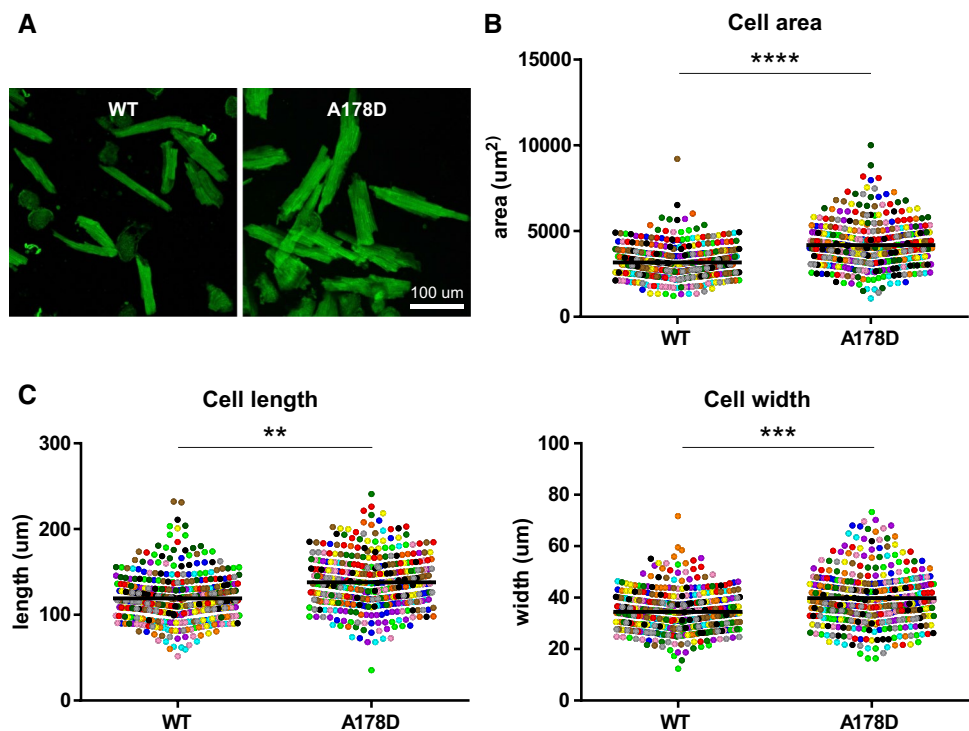 A
WT
A178D
100 um
B
Cell area
****
15000
10000
5000
0
area (um²)
WT
A178D
C
Cell length
**
300
200
100
0
length (um)
WT
A178D
Cell width
***
100
80
60
40
20
0
width (um)
WT
A178D